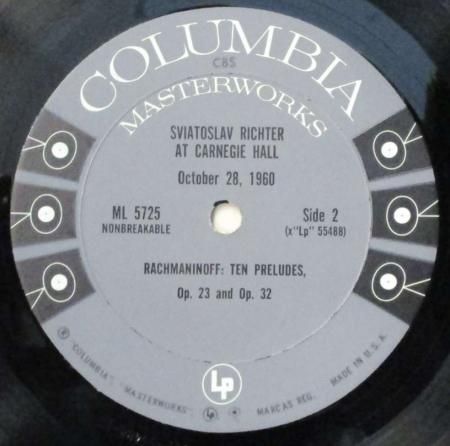 COLUMBIA
CBS
MASTERWORKS
SVIATOSLAV RICHTER
AT CARNEGIE HALL
October 28, 1960
ML 5725
NONBREAKABLE
Side 2
(x"Lp" 55488)
RACHMANINOFF: TEN PRELUDES,
Op. 23 and Op. 32
Lp
® "COLUMBIA", "MASTERWORKS", Lp, MARCAS REG. MADE IN U.S.A.